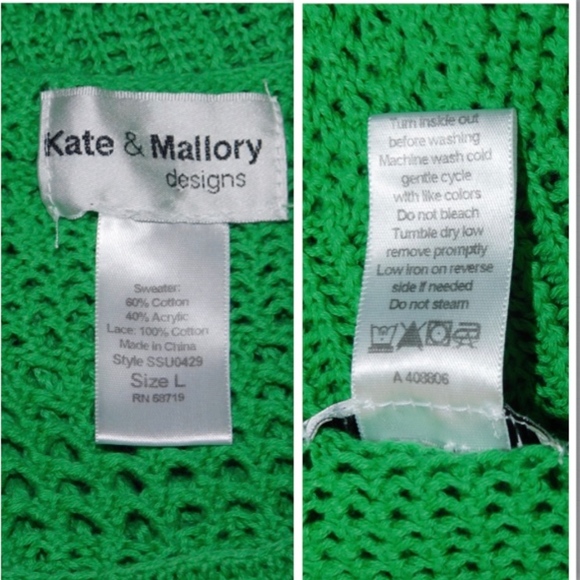 Kate & Mallory
designs
Sweater:
60% Cotton
40% Acrylic
Lace: 100% Cotton
Made in China
Style SSU0429
Size L
RN 68719
Turn inside out
before washing
Machine wash cold
gentle cycle
with like colors
Do not bleach
Tumble dry low
remove promptly
Low iron on reverse
side if needed
Do not steam
A 408806